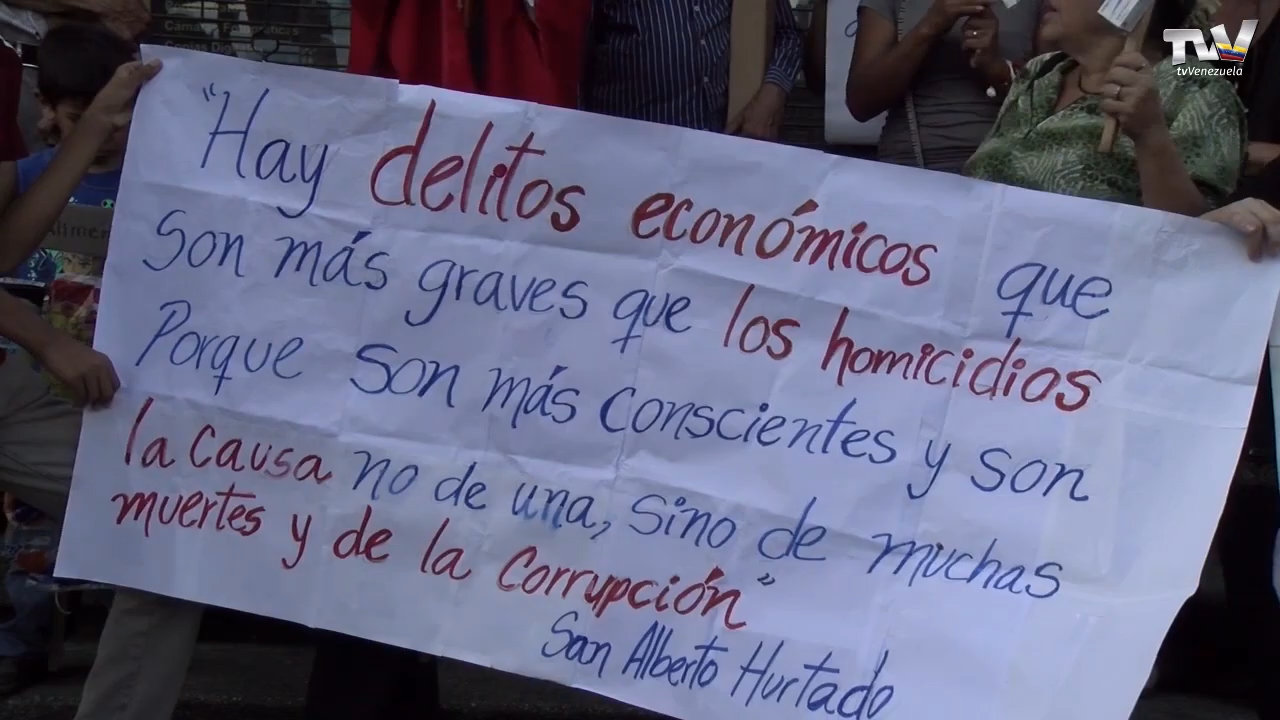 TVV
tvVenezuela
"Hay delitos económicos que
Son más graves que los homicidios
Porque son más conscientes y son
la causa no de una, sino de muchas
muertes y de la corrupción"
San Alberto Hurtado